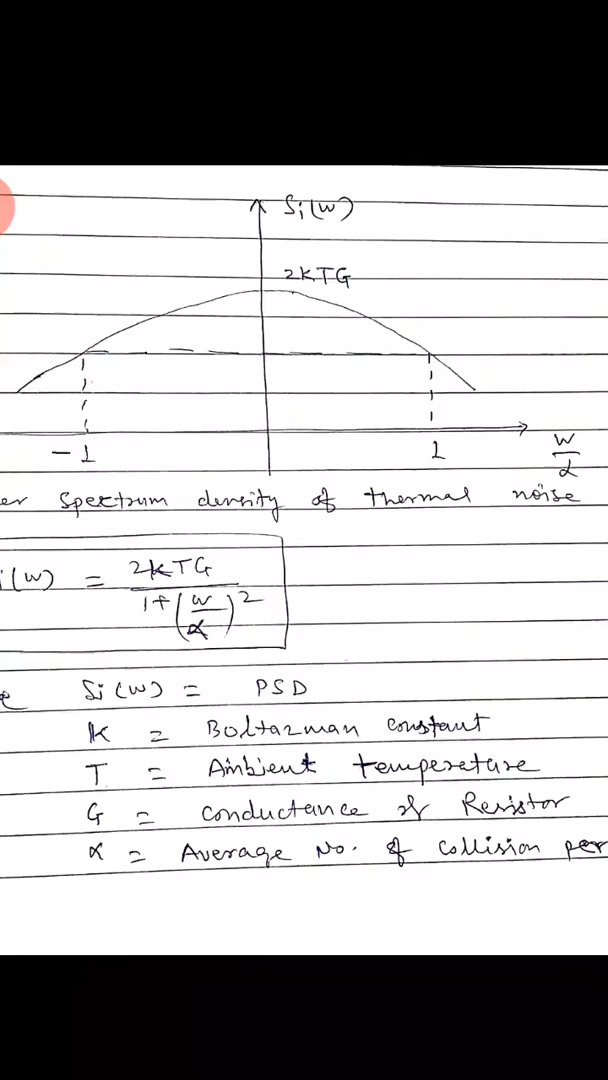 Si(w)
2KTG
-1
1
w/α
er Spectrum density of thermal noise
i(w) = 2KTG / 1+(w/α)2
e Si(w) = PSD
K = Boltazman constant
T = Ambient temperature
G = conductance of Resistor
α = Average No. of collision per